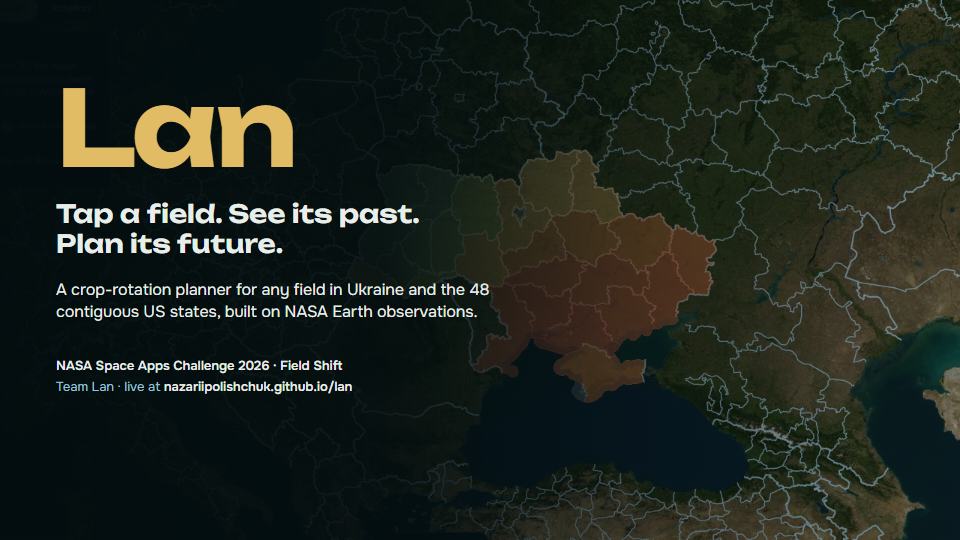 Lan
Tap a field. See its past.
Plan its future.
A crop-rotation planner for any field in Ukraine and the 48
contiguous US states, built on NASA Earth observations.
NASA Space Apps Challenge 2026 · Field Shift
Team Lan · live at nazariipolishchuk.github.io/lan